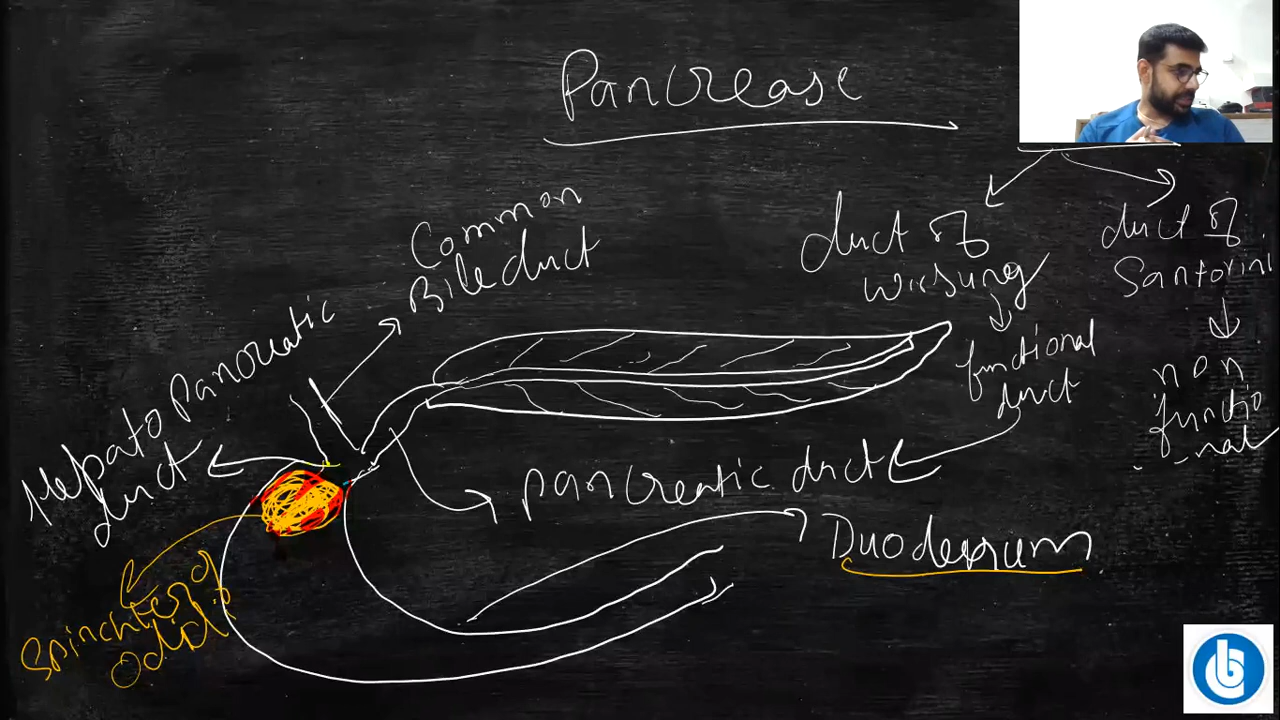 Pancrease
Common
Bile duct
duct of
wirsung
functional
duct
duct of
Santorini
non
functio
-nal
Hepato Pancreatic
duct
pancreatic duct
Duodenum
Spinchter of
Oddi